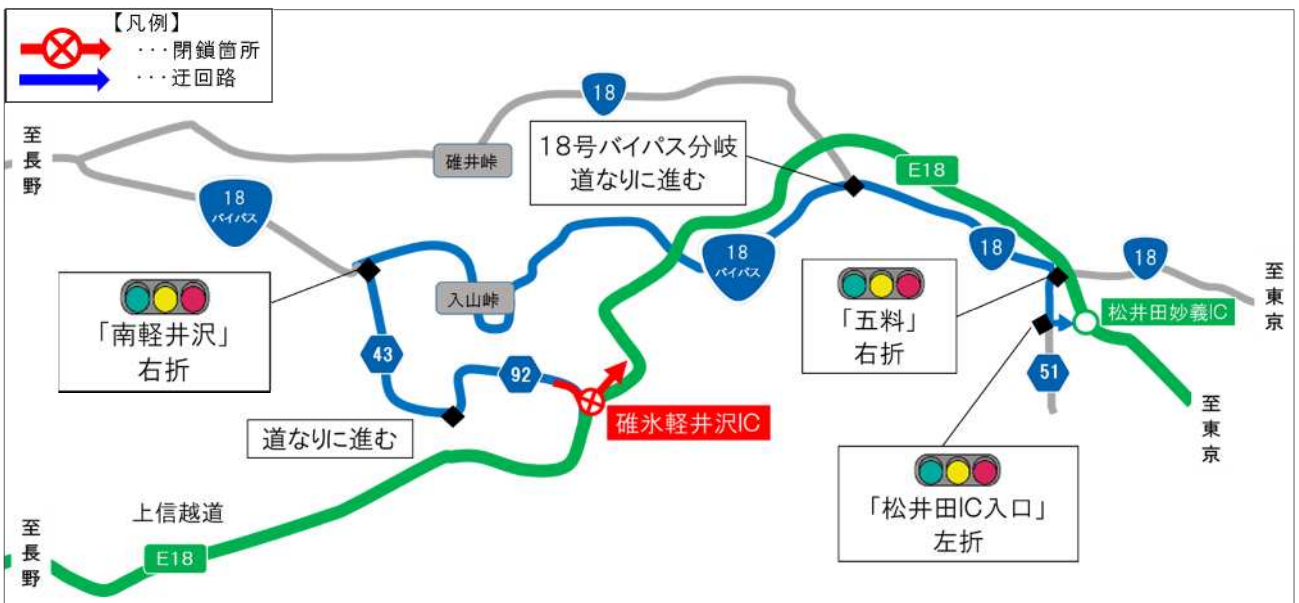 【凡例】
･･･閉鎖箇所
･･･迂回路
至長野
18
碓井峠
18号バイパス分岐
道なりに進む
E18
18
バイパス
18
バイパス
18
18
至東京
「南軽井沢」
右折
入山峠
「五料」
右折
松井田妙義IC
43
92
51
碓氷軽井沢IC
道なりに進む
至東京
「松井田IC入口」
左折
上信越道
E18
至長野